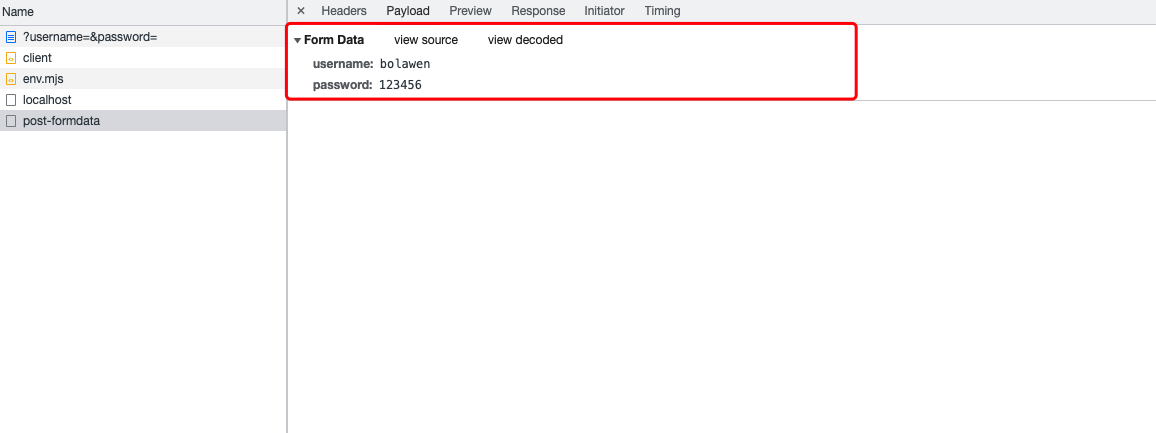 Name
?username=&password=
client
env.mjs
localhost
post-formdata
× Headers Payload Preview Response Initiator Timing
Form Data view source view decoded
username: bolawen
password: 123456